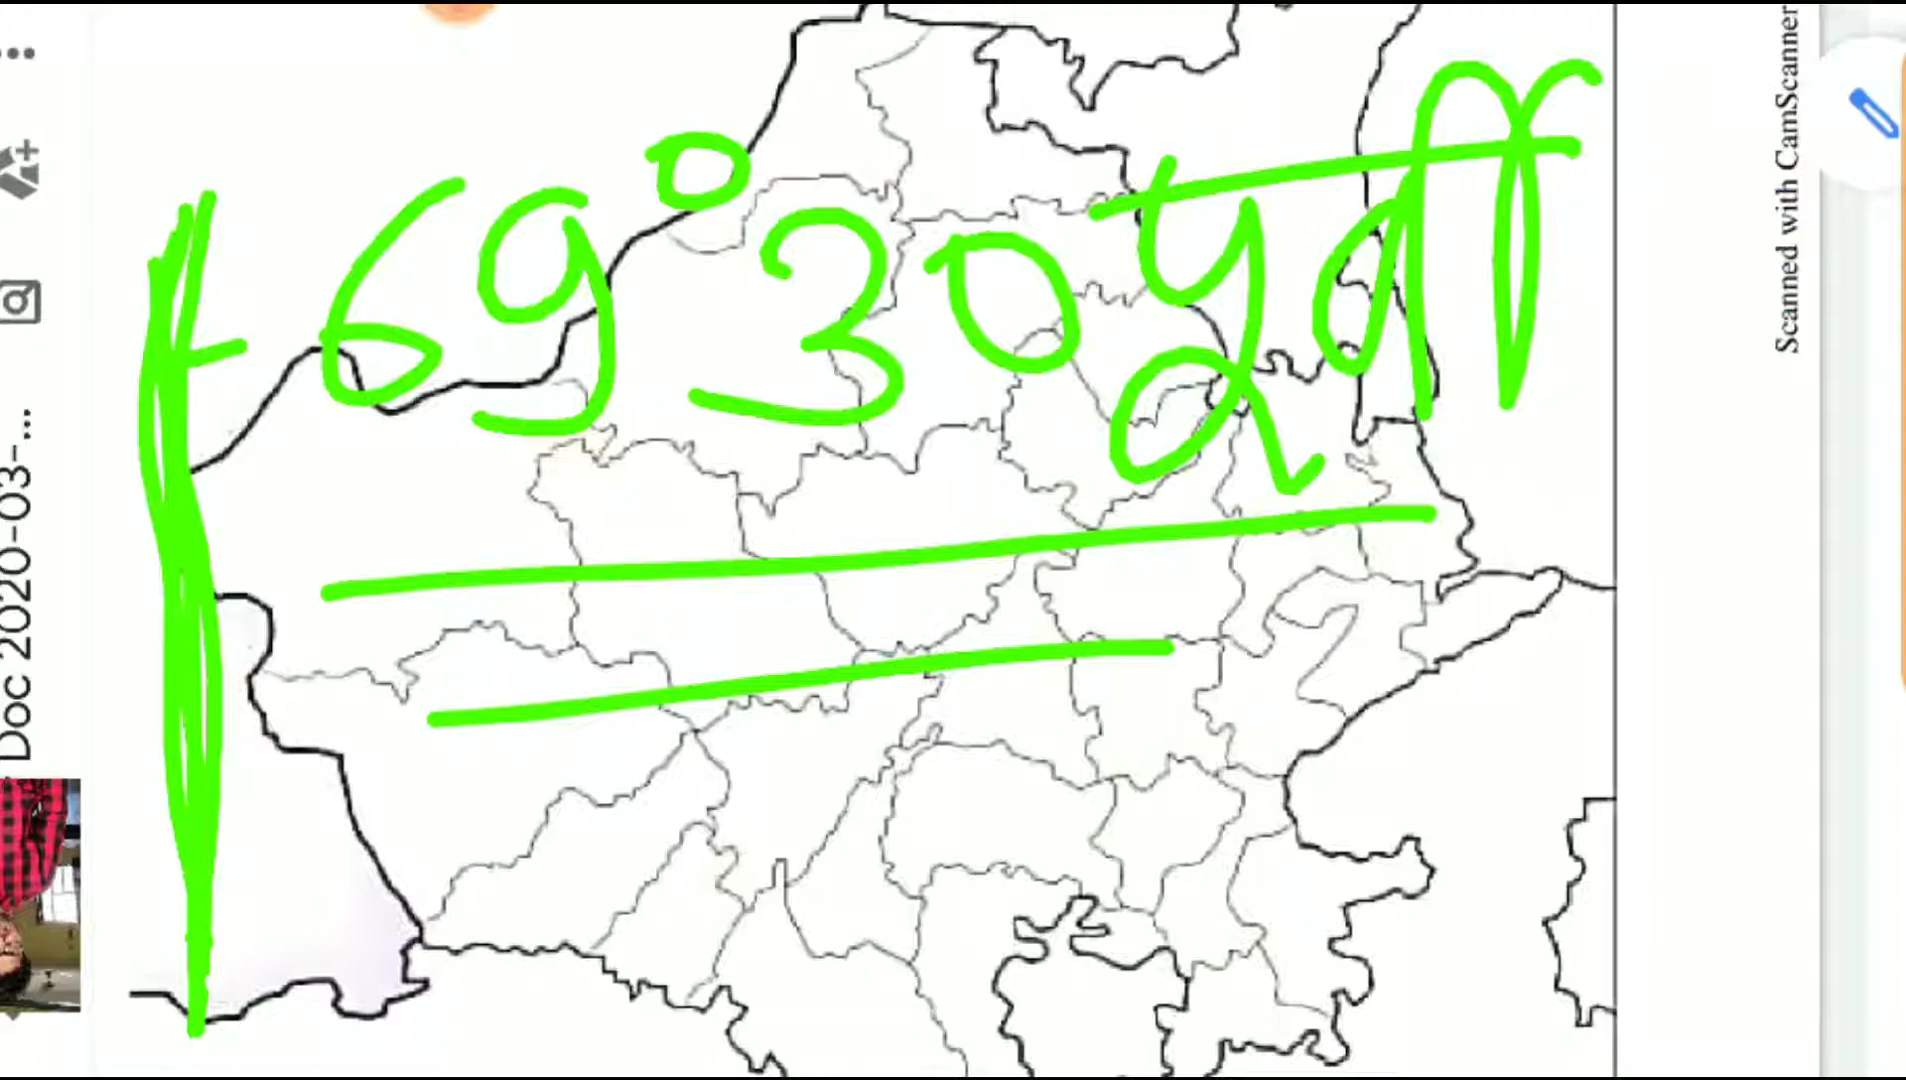 69° 30 पूर्व
Scanned with CamScanner
Doc 2020-03-...